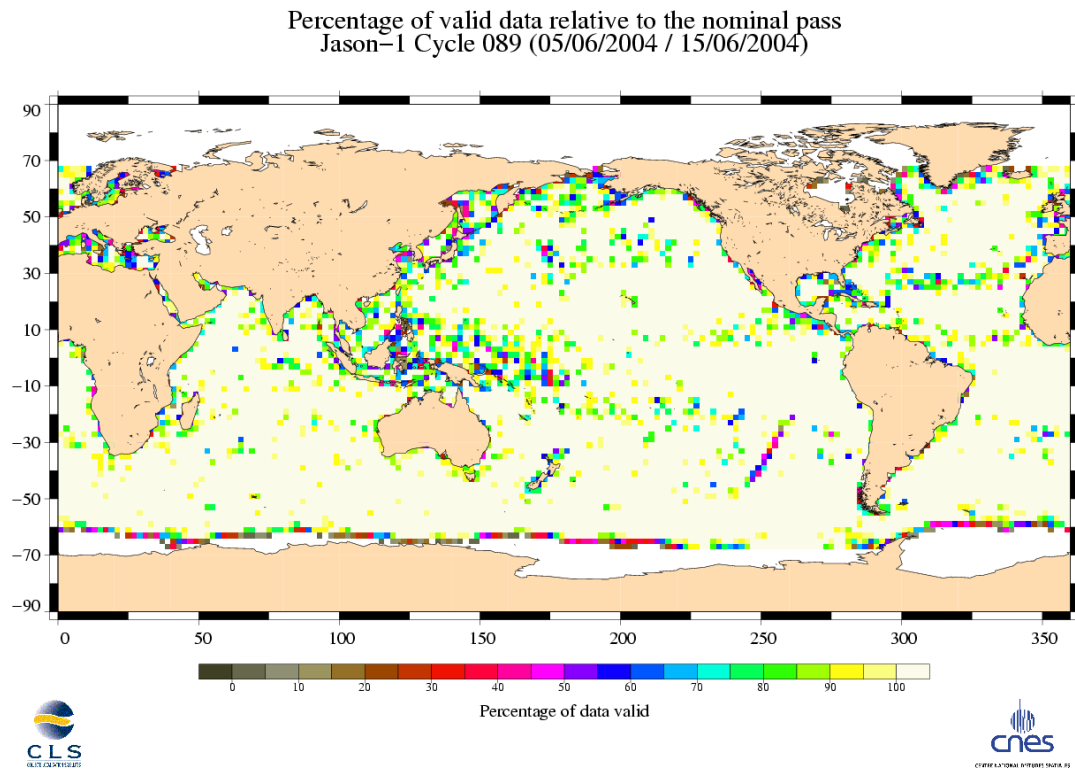 Percentage of valid data relative to the nominal pass
Jason−1 Cycle 089 (05/06/2004 / 15/06/2004)
90
70
50
30
10
−10
−30
−50
−70
−90
0 50 100 150 200 250 300 350
0 10 20 30 40 50 60 70 80 90 100
Percentage of data valid
CLS
cnes